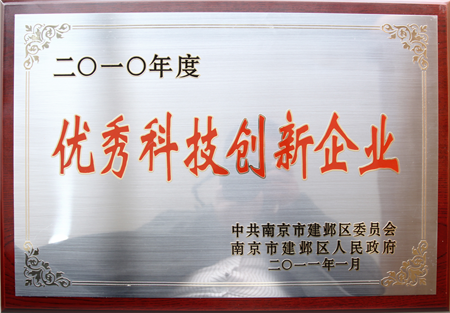 二〇一〇年度
优秀科技创新企业
中共南京市建邺区委员会
南京市建邺区人民政府
二〇一一年一月